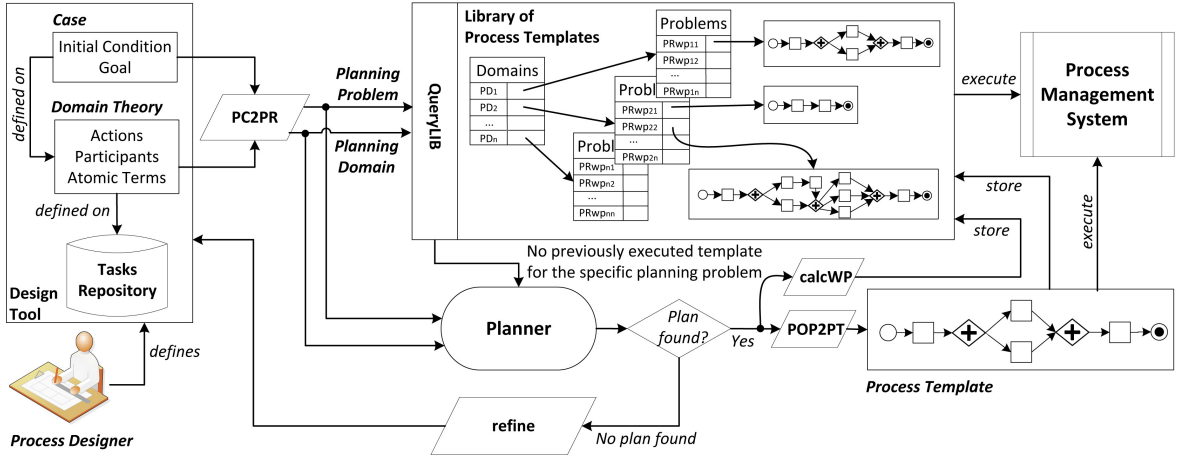 Case
Initial Condition
Goal
defined on
Domain Theory
Actions
Participants
Atomic Terms
defined on
Tasks
Repository
Design
Tool
defines
Process Designer
PC2PR
Planning
Problem
Planning
Domain
QueryLIB
Library of
Process Templates
Domains
PD1
PD2
...
PDn
Problems
PRwp11
PRwp12
...
PRwp1n
Probl
PRwp21
PRwp22
...
PRwp2n
Probl
PRwpn1
PRwpn2
...
PRwpnn
execute
Process
Management
System
store
store
execute
No previously executed template
for the specific planning problem
Planner
Plan
found?
Yes
calcWP
POP2PT
Process Template
No plan found
refine